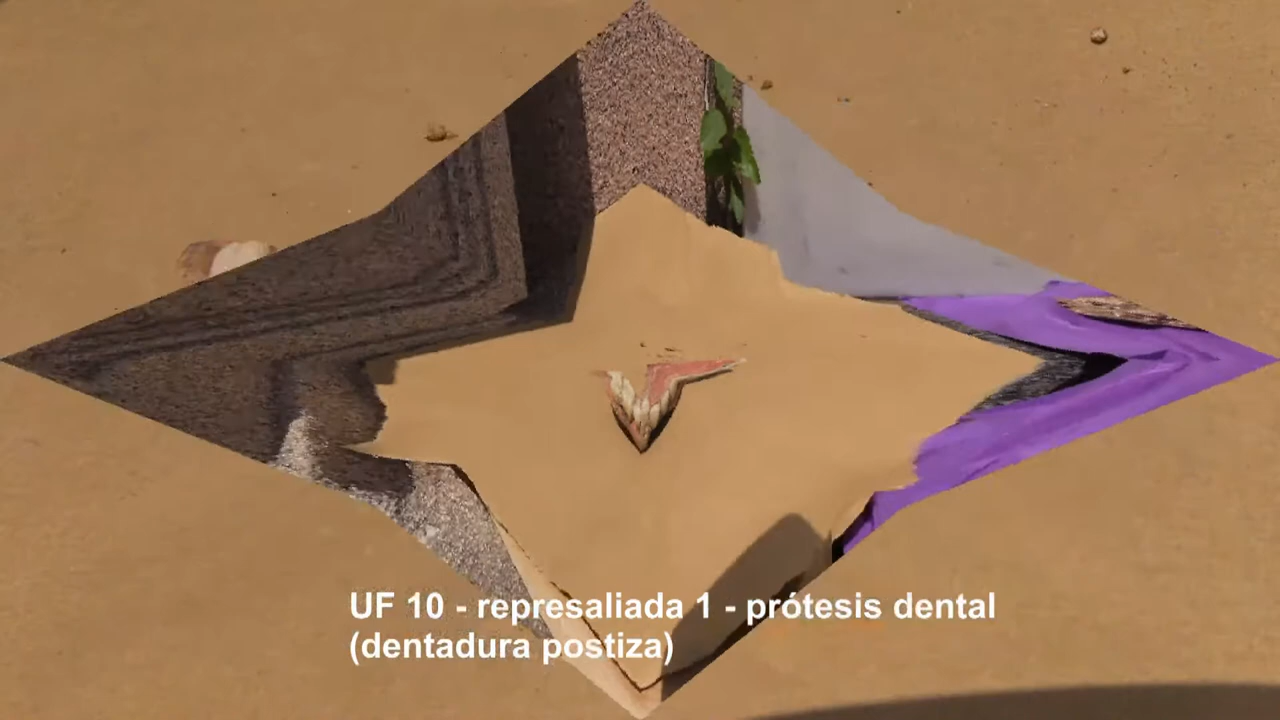 UF 10 - represaliada 1 - prótesis dental
(dentadura postiza)